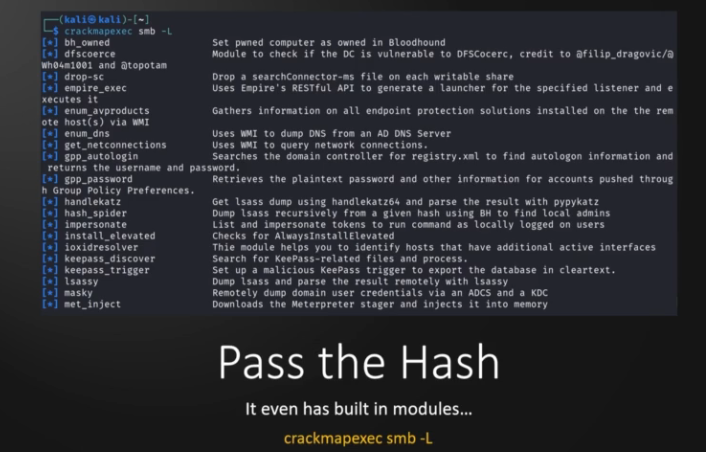 (kali㉿kali)-[~]
$ crackmapexec smb -L
[*] bh_owned Set pwned computer as owned in Bloodhound
[*] dfscoerce Module to check if the DC is vulnerable to DFSCocerc, credit to @filip_dragovic/@
Wh04m1001 and @topotam
[*] drop-sc Drop a searchConnector-ms file on each writable share
[*] empire_exec Uses Empire's RESTful API to generate a launcher for the specified listener and e
xecutes it
[*] enum_avproducts Gathers information on all endpoint protection solutions installed on the the rem
ote host(s) via WMI
[*] enum_dns Uses WMI to dump DNS from an AD DNS Server
[*] get_netconnections Uses WMI to query network connections.
[*] gpp_autologin Searches the domain controller for registry.xml to find autologon information and
returns the username and password.
[*] gpp_password Retrieves the plaintext password and other information for accounts pushed throug
h Group Policy Preferences.
[*] handlekatz Get lsass dump using handlekatz64 and parse the result with pypykatz
[*] hash_spider Dump lsass recursively from a given hash using BH to find local admins
[*] impersonate List and impersonate tokens to run command as locally logged on users
[*] install_elevated Checks for AlwaysInstallElevated
[*] ioxidresolver Thie module helps you to identify hosts that have additional active interfaces
[*] keepass_discover Search for KeePass-related files and process.
[*] keepass_trigger Set up a malicious KeePass trigger to export the database in cleartext.
[*] lsassy Dump lsass and parse the result remotely with lsassy
[*] masky Remotely dump domain user credentials via an ADCS and a KDC
[*] met_inject Downloads the Meterpreter stager and injects it into memory
Pass the Hash
It even has built in modules...
crackmapexec smb -L